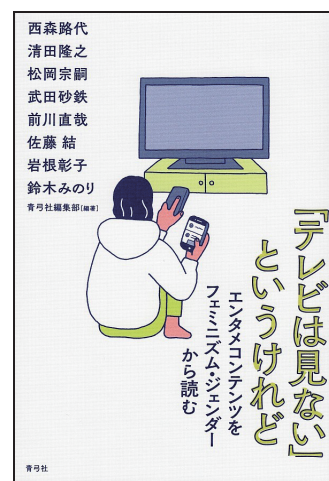 西森路代
清田隆之
松岡宗嗣
武田砂鉄
前川直哉
佐藤 結
岩根彰子
鈴木みのり
青弓社編集部[編著]
「テレビは見ない」
というけれど
エンタメコンテンツを
フェミニズム・ジェンダー
から読む
青弓社